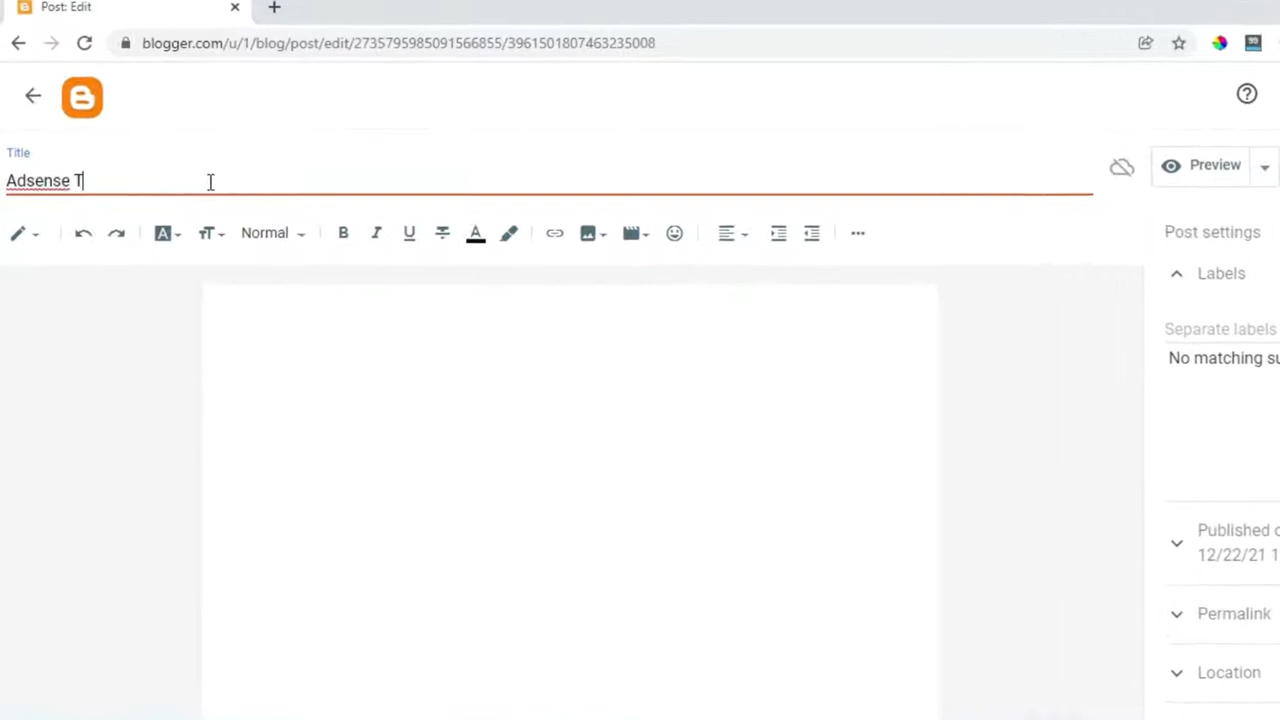 Post: Edit
blogger.com/u/1/blog/post/edit/2735795985091566855/3961501807463235008
Title
Adsense T
Preview
Normal
B I U A
Post settings
Labels
Separate labels
No matching su
Published o
12/22/21 1
Permalink
Location